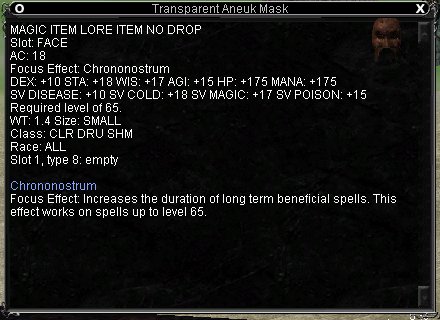 Transparent Aneuk Mask
MAGIC ITEM LORE ITEM NO DROP
Slot: FACE
AC: 18
Focus Effect: Chrononostrum
DEX: +10 STA: +18 WIS: +17 AGI: +15 HP: +175 MANA: +175
SV DISEASE: +10 SV COLD: +18 SV MAGIC: +17 SV POISON: +15
Required level of 65.
WT: 1.4 Size: SMALL
Class: CLR DRU SHM
Race: ALL
Slot 1, type 8: empty
Chrononostrum
Focus Effect: Increases the duration of long term beneficial spells. This
effect works on spells up to level 65.